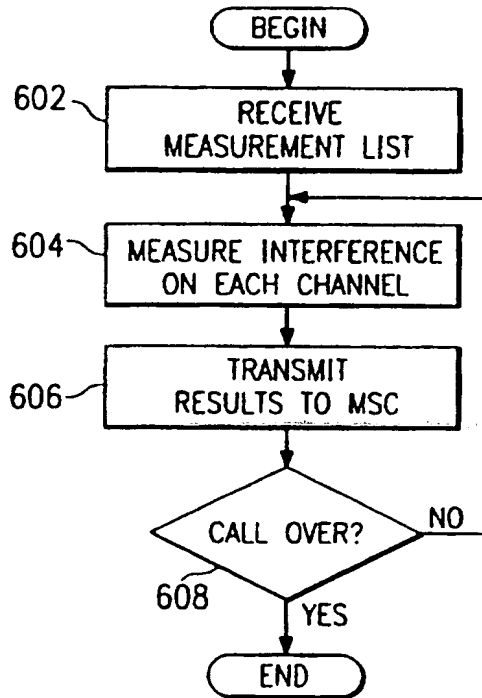 BEGIN
602
RECEIVE
MEASUREMENT LIST
604
MEASURE INTERFERENCE
ON EACH CHANNEL
606
TRANSMIT
RESULTS TO MSC
CALL OVER?
NO
608
YES
END